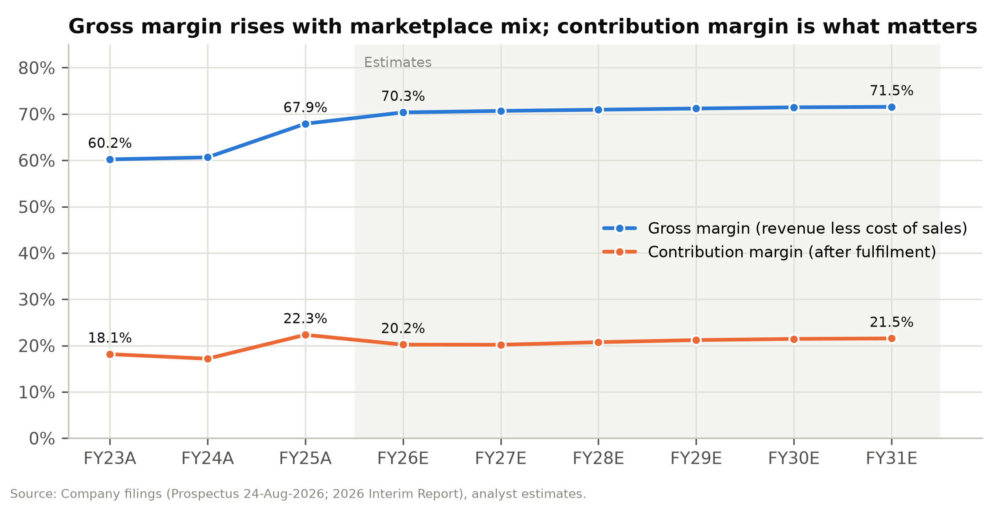 Gross margin rises with marketplace mix; contribution margin is what matters
Estimates
80%
70%
60%
50%
40%
30%
20%
10%
0%
60.2%
67.9%
70.3%
71.5%
Gross margin (revenue less cost of sales)
Contribution margin (after fulfilment)
18.1%
22.3%
20.2%
21.5%
FY23A
FY24A
FY25A
FY26E
FY27E
FY28E
FY29E
FY30E
FY31E
Source: Company filings (Prospectus 24-Aug-2026; 2026 Interim Report), analyst estimates.